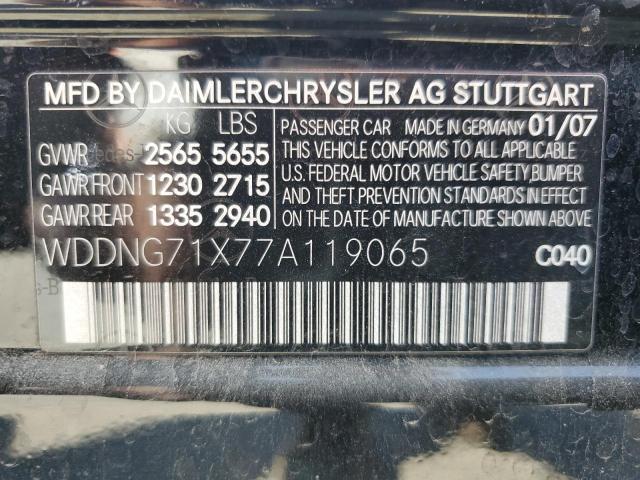 MFD BY DAIMLERCHRYSLER AG STUTTGART
KG LBS
GVWR 2565 5655
GAWR FRONT 1230 2715
GAWR REAR 1335 2940
PASSENGER CAR MADE IN GERMANY 01/07
THIS VEHICLE CONFORMS TO ALL APPLICABLE
U.S. FEDERAL MOTOR VEHICLE SAFETY, BUMPER
AND THEFT PREVENTION STANDARDS IN EFFECT
ON THE DATE OF MANUFACTURE SHOWN ABOVE.
WDDNG71X77A119065 C040